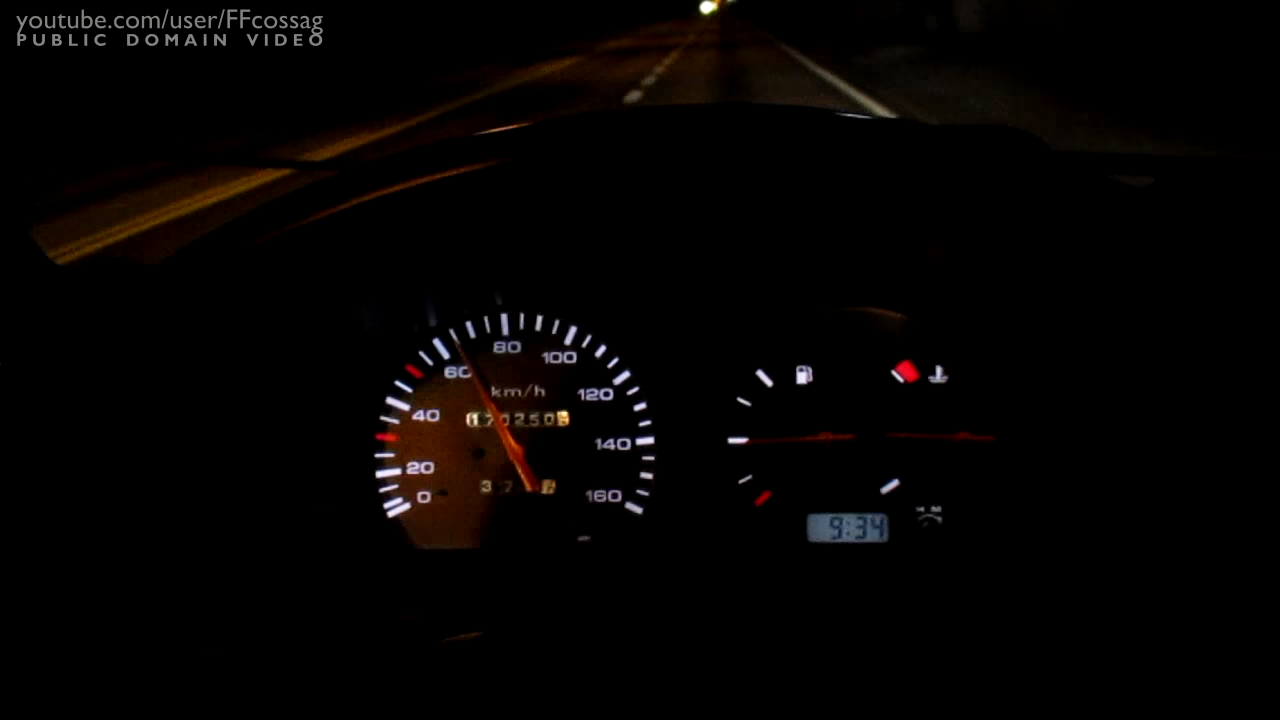 youtube.com/user/FFcossag
PUBLIC DOMAIN VIDEO
80
100
60
km/h
120
40
140
20
0
160
9:34
H M